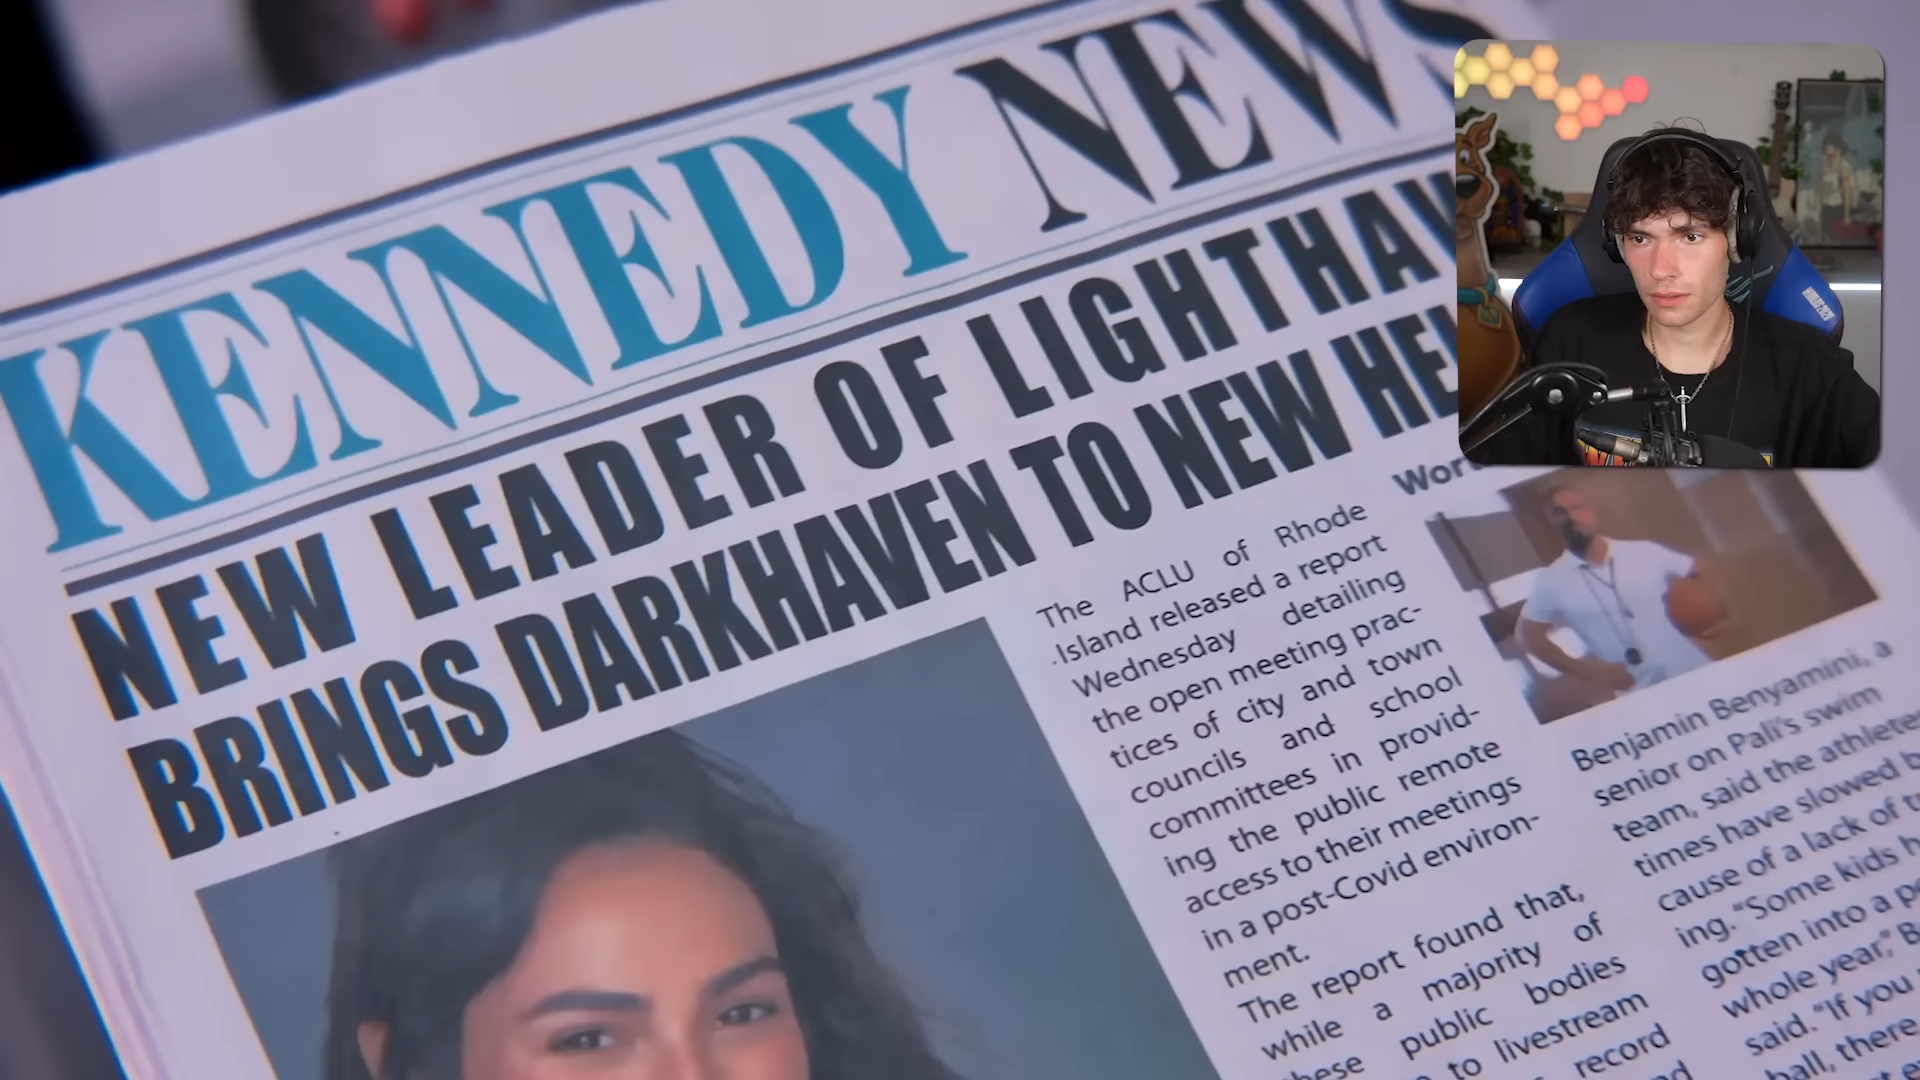 KENNEDY NEWS
NEW LEADER OF LIGHTHAV
BRINGS DARKHAVEN TO NEW HE
The ACLU of Rhode
.Island released a report
Wednesday detailing
the open meeting prac-
tices of city and town
councils and school
committees in provid-
ing the public remote
access to their meetings
in a post-Covid environ-
ment.
The report found that,
while a majority of
public bodies
to livestream
record
Benjamin Benyamini, a
senior on Pali's swim
team, said the athlete
times have slowed b
cause of a lack of
ing. "Some kids h
gotten into a
whole year," B
said. "If you
ball, there